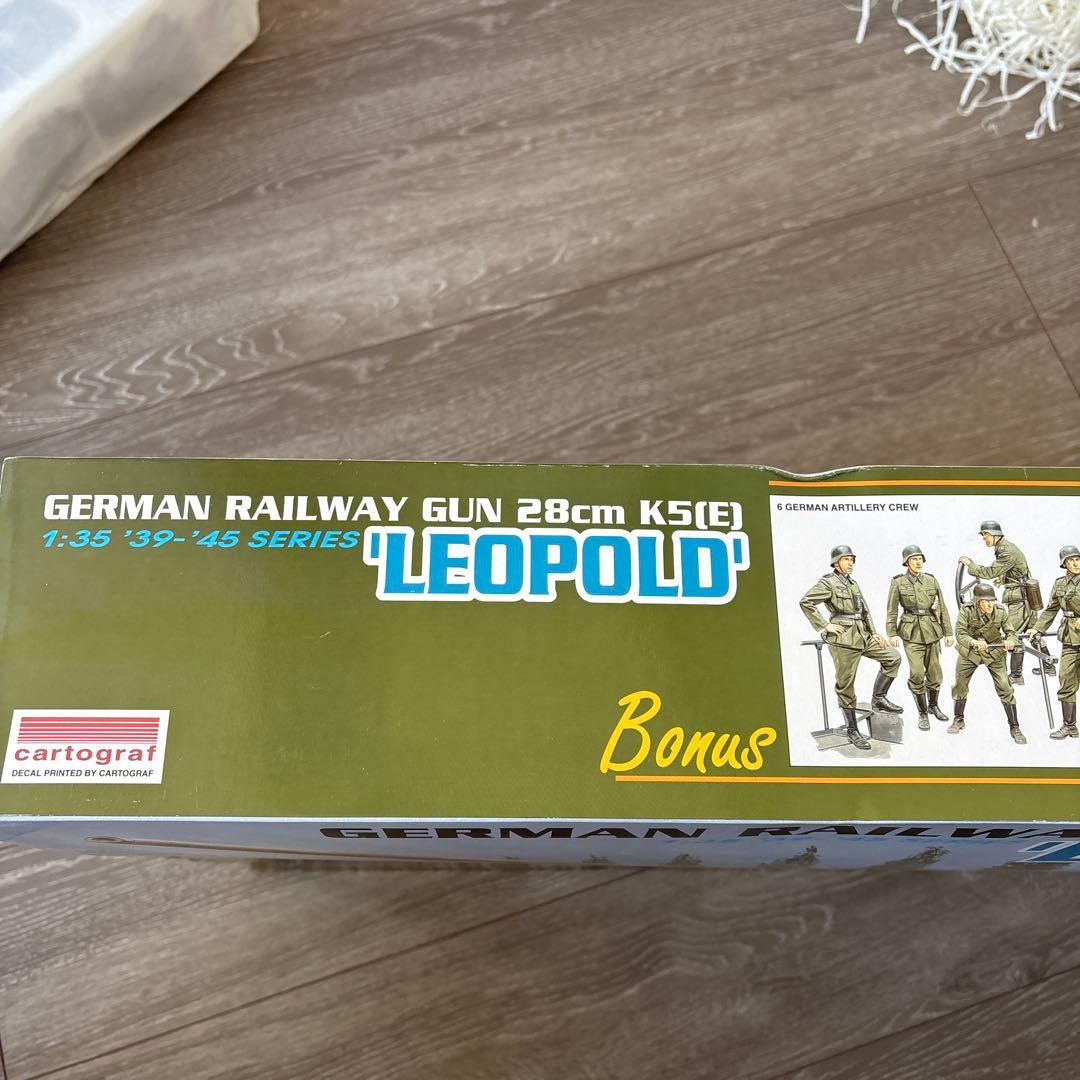 GERMAN RAILWAY GUN 28cm K5(E)
1:35 '39-'45 SERIES 'LEOPOLD'
6 GERMAN ARTILLERY CREW
Bonus
cartograf
DECAL PRINTED BY CARTOGRAF
GERMAN